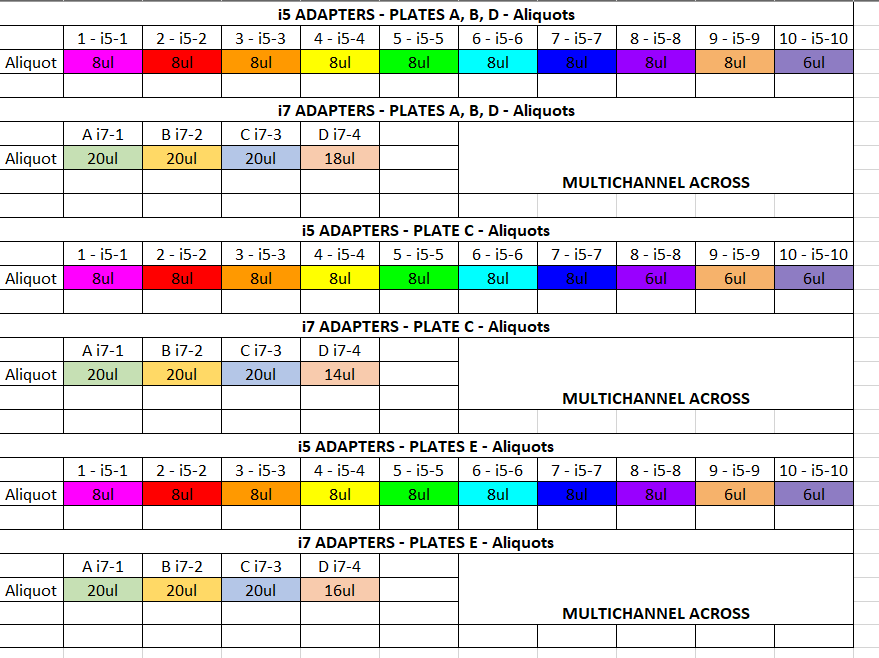 i5 ADAPTERS - PLATES A, B, D - Aliquots
1 - i5-1 2 - i5-2 3 - i5-3 4 - i5-4 5 - i5-5 6 - i5-6 7 - i5-7 8 - i5-8 9 - i5-9 10 - i5-10
Aliquot 8ul 8ul 8ul 8ul 8ul 8ul 8ul 8ul 8ul 6ul
i7 ADAPTERS - PLATES A, B, D - Aliquots
A i7-1 B i7-2 C i7-3 D i7-4
Aliquot 20ul 20ul 20ul 18ul
MULTICHANNEL ACROSS
i5 ADAPTERS - PLATE C - Aliquots
1 - i5-1 2 - i5-2 3 - i5-3 4 - i5-4 5 - i5-5 6 - i5-6 7 - i5-7 8 - i5-8 9 - i5-9 10 - i5-10
Aliquot 8ul 8ul 8ul 8ul 8ul 8ul 8ul 6ul 6ul 6ul
i7 ADAPTERS - PLATE C - Aliquots
A i7-1 B i7-2 C i7-3 D i7-4
Aliquot 20ul 20ul 20ul 14ul
MULTICHANNEL ACROSS
i5 ADAPTERS - PLATES E - Aliquots
1 - i5-1 2 - i5-2 3 - i5-3 4 - i5-4 5 - i5-5 6 - i5-6 7 - i5-7 8 - i5-8 9 - i5-9 10 - i5-10
Aliquot 8ul 8ul 8ul 8ul 8ul 8ul 8ul 8ul 6ul 6ul
i7 ADAPTERS - PLATES E - Aliquots
A i7-1 B i7-2 C i7-3 D i7-4
Aliquot 20ul 20ul 20ul 16ul
MULTICHANNEL ACROSS